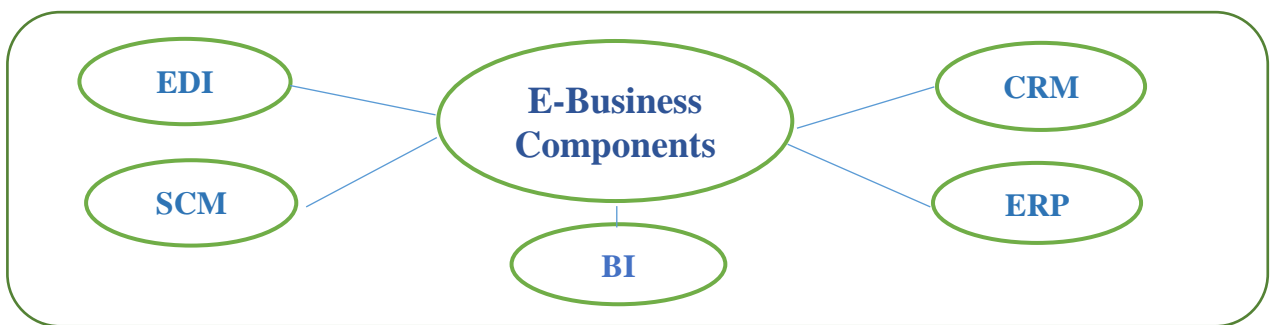 EDI
E-Business
Components
CRM
SCM
ERP
BI